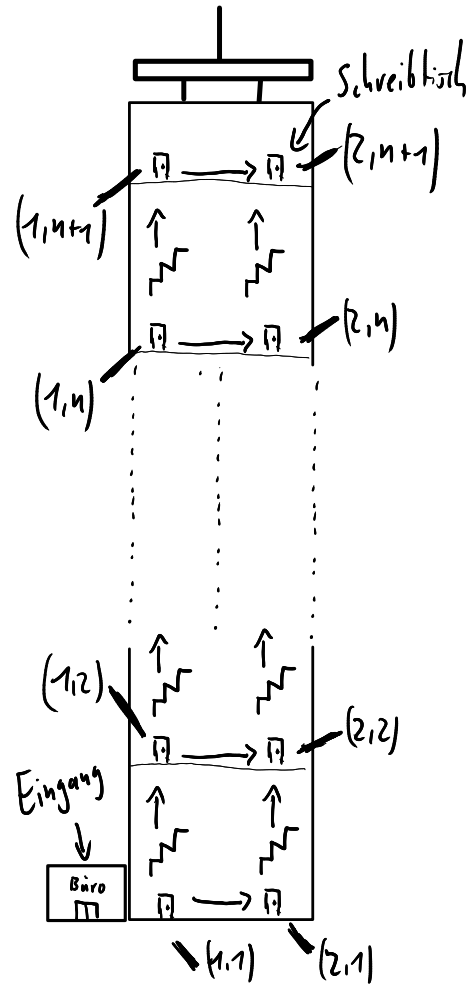 Schreibtisch
(2,n+1)
(1,n+1)
(2,n)
(1,n)
(1,2)
(2,2)
Eingang
Büro
(1,1)
(2,1)